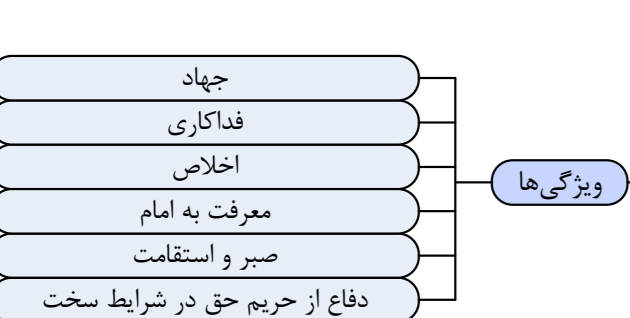 ویژگی‌ها
جهاد
فداکاری
اخلاص
معرفت به امام
صبر و استقامت
دفاع از حریم حق در شرایط سخت